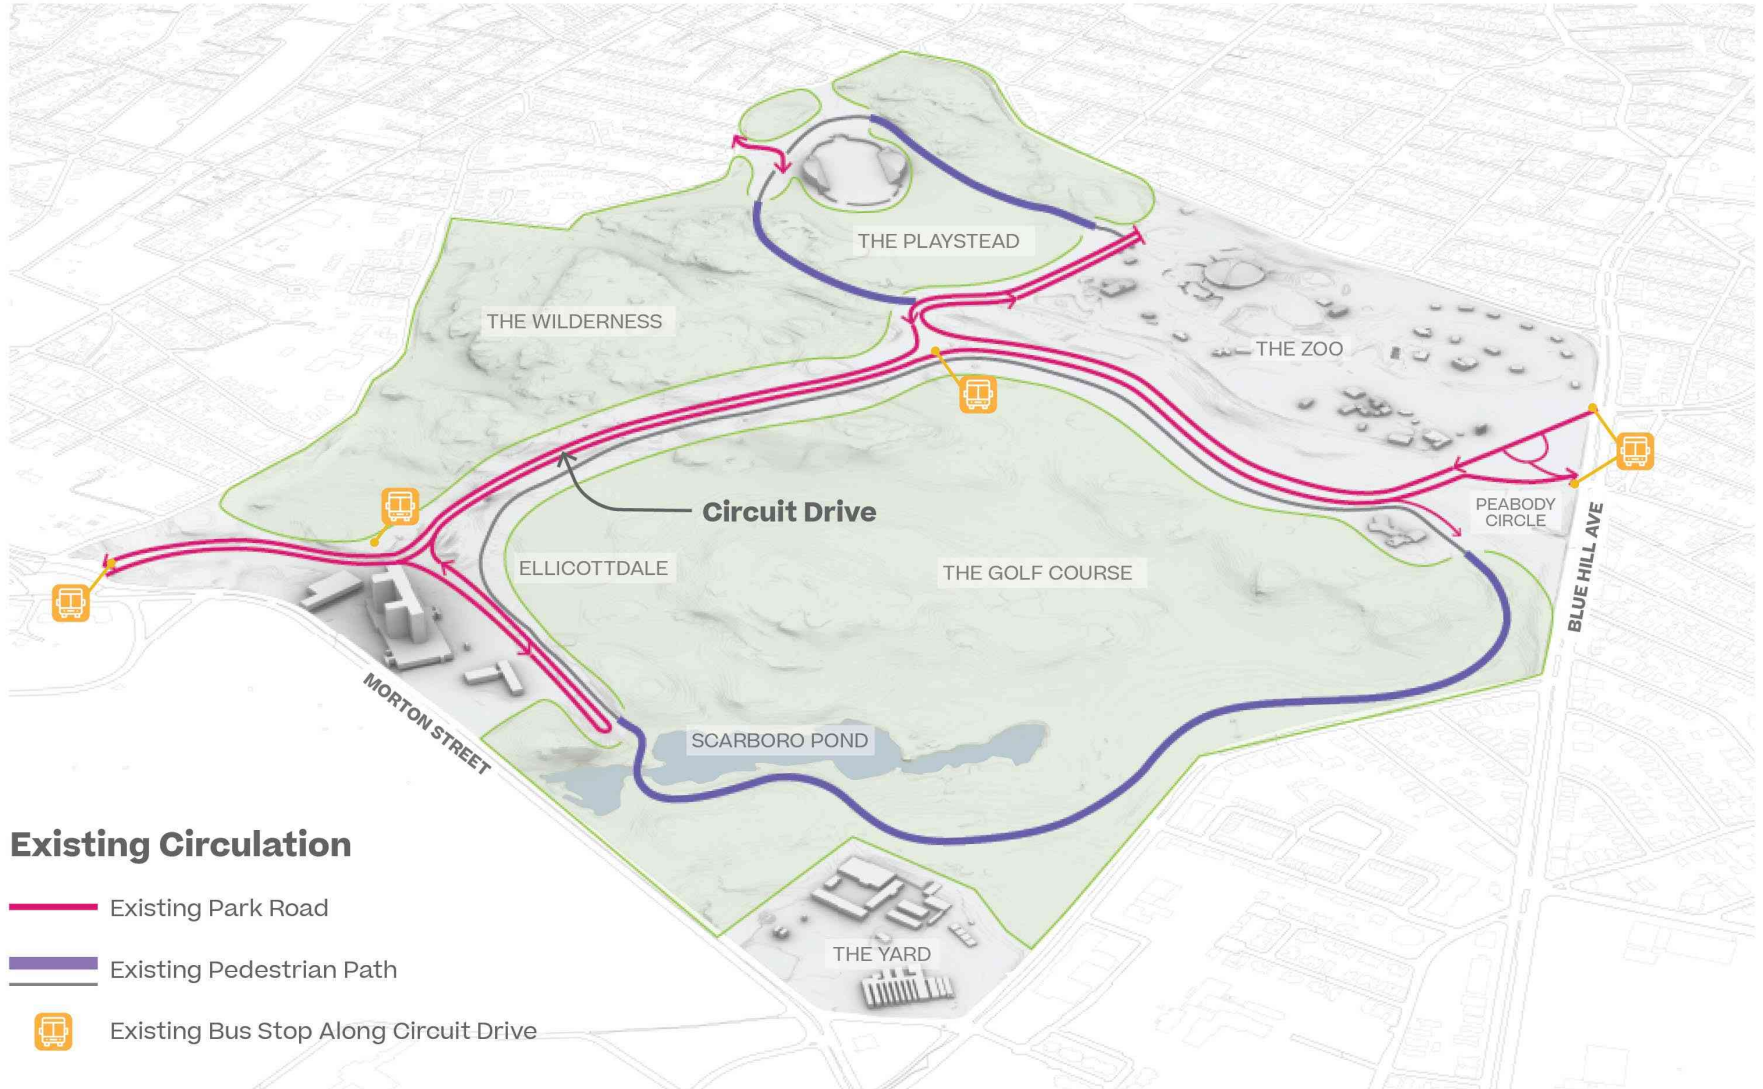 THE PLAYSTEAD
THE WILDERNESS
THE ZOO
Circuit Drive
PEABODY
CIRCLE
ELLICOTTDALE
THE GOLF COURSE
BLUE HILL AVE
MORTON STREET
SCARBORO POND
THE YARD
Existing Circulation
Existing Park Road
Existing Pedestrian Path
Existing Bus Stop Along Circuit Drive